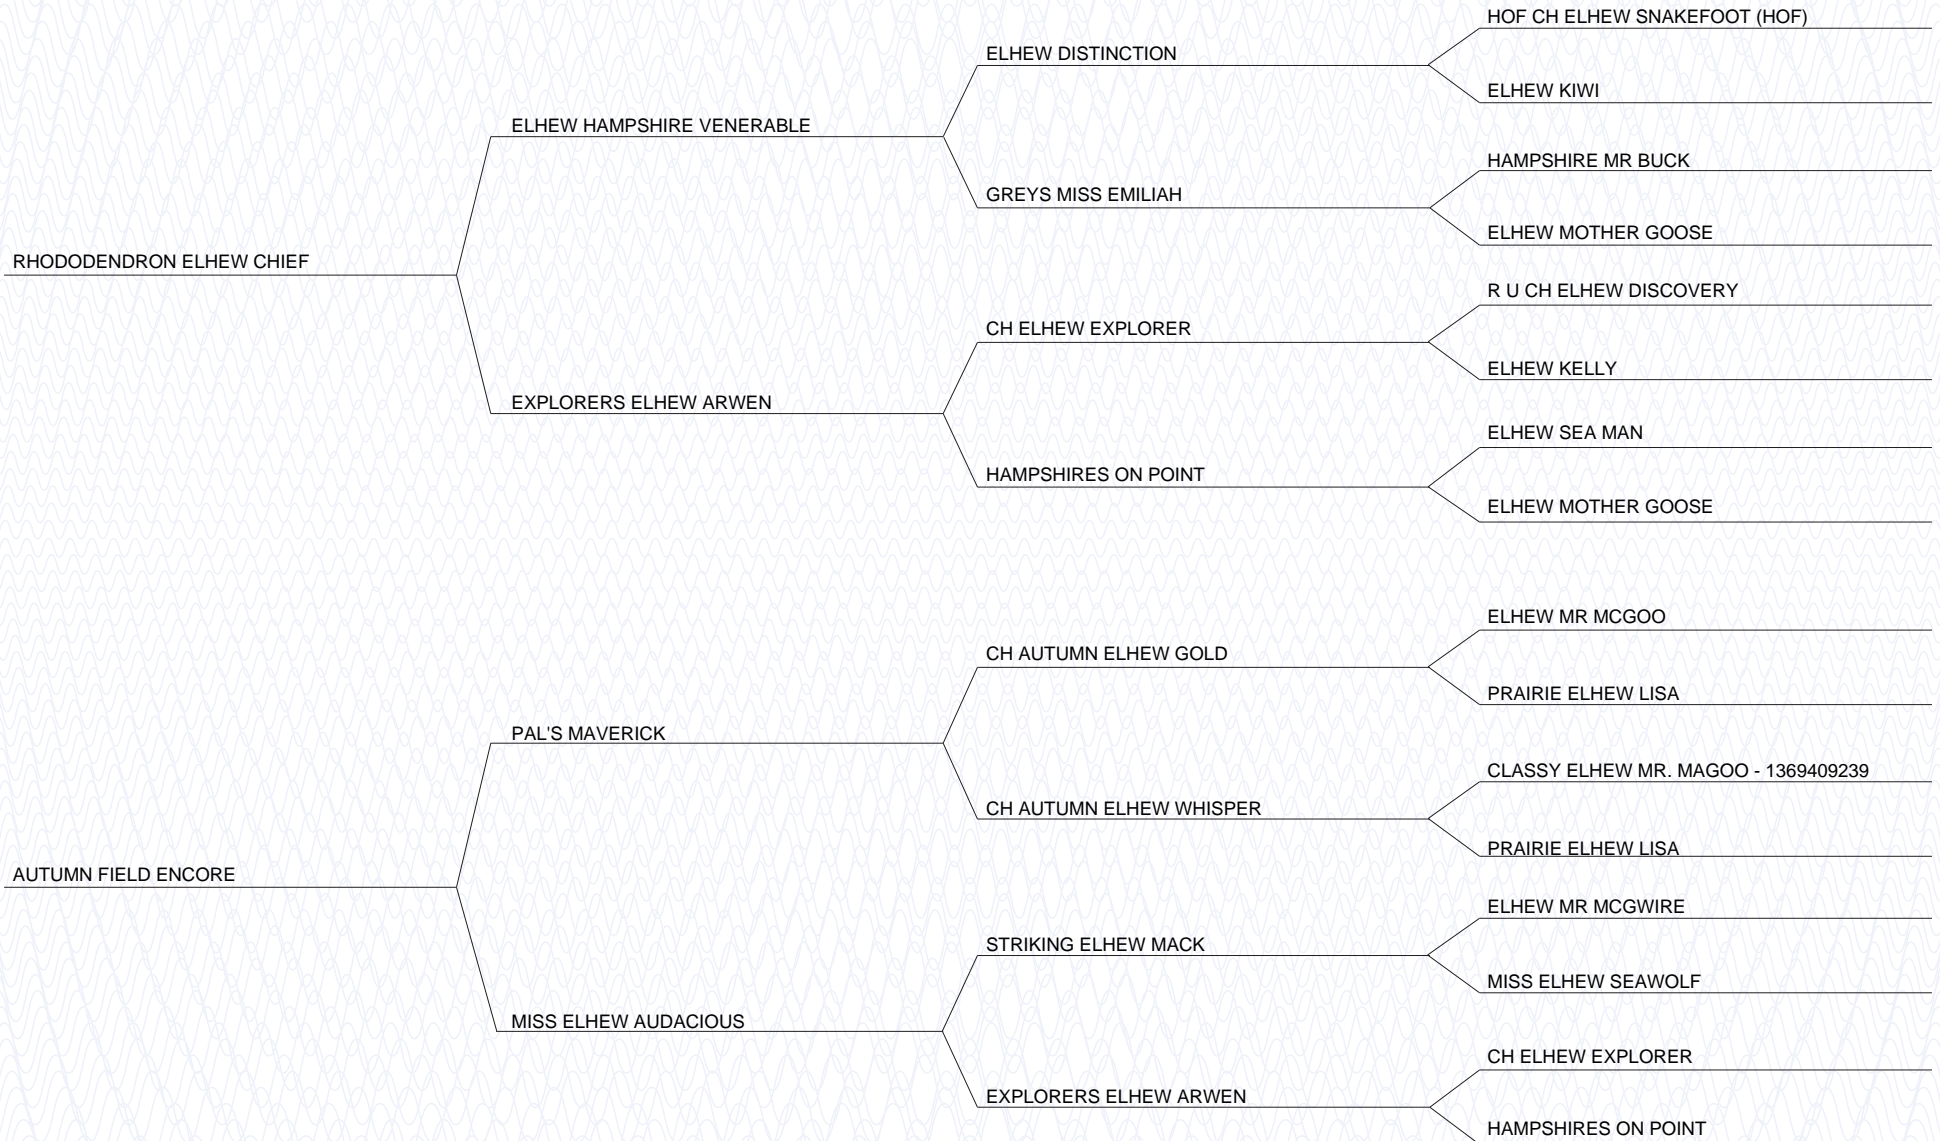 HOF CH ELHEW SNAKEFOOT (HOF)
ELHEW DISTINCTION
ELHEW KIWI
ELHEW HAMPSHIRE VENERABLE
HAMPSHIRE MR BUCK
GREYS MISS EMILIAH
ELHEW MOTHER GOOSE
RHODODENDRON ELHEW CHIEF
R U CH ELHEW DISCOVERY
CH ELHEW EXPLORER
ELHEW KELLY
EXPLORERS ELHEW ARWEN
ELHEW SEA MAN
HAMPSHIRES ON POINT
ELHEW MOTHER GOOSE
ELHEW MR MCGOO
CH AUTUMN ELHEW GOLD
PRAIRIE ELHEW LISA
PAL'S MAVERICK
CLASSY ELHEW MR. MAGOO - 1369409239
CH AUTUMN ELHEW WHISPER
PRAIRIE ELHEW LISA
AUTUMN FIELD ENCORE
ELHEW MR MCGWIRE
STRIKING ELHEW MACK
MISS ELHEW SEAWOLF
MISS ELHEW AUDACIOUS
CH ELHEW EXPLORER
EXPLORERS ELHEW ARWEN
HAMPSHIRES ON POINT